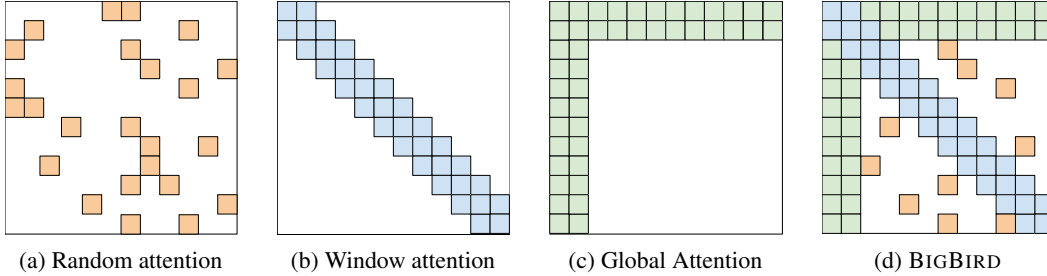 (a) Random attention
(b) Window attention
(c) Global Attention
(d) BIGBIRD